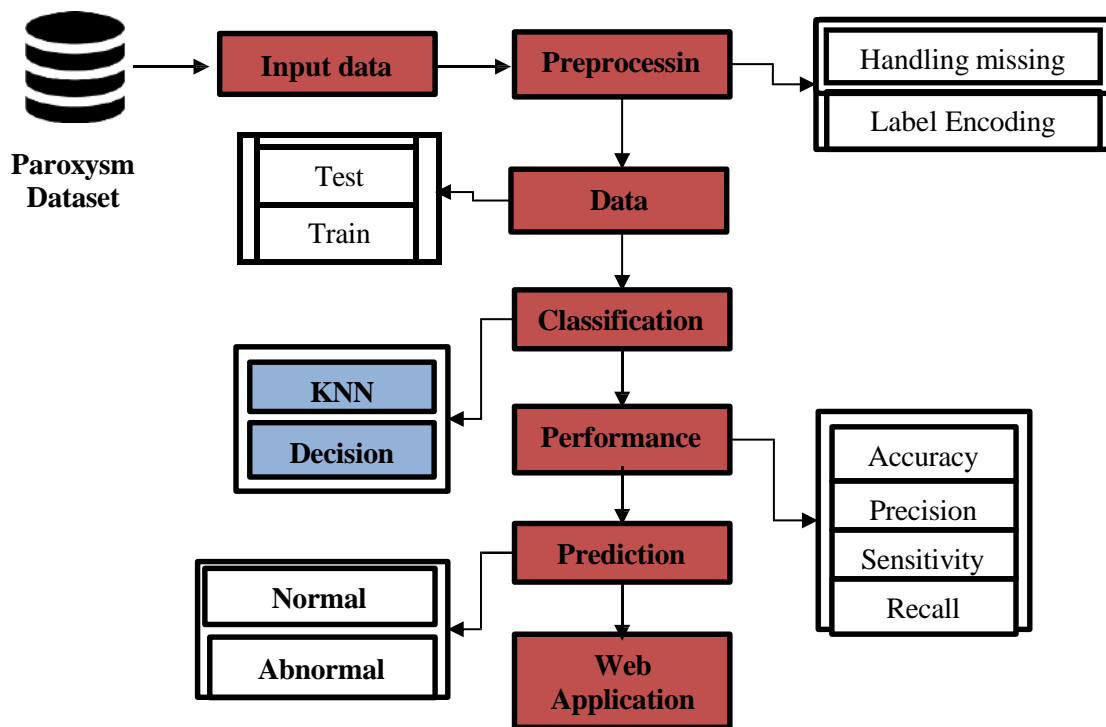 Paroxysm
Dataset
Input data
Preprocessin
Handling missing
Label Encoding
Data
Test
Train
Classification
KNN
Decision
Performance
Accuracy
Precision
Sensitivity
Recall
Prediction
Normal
Abnormal
Web
Application